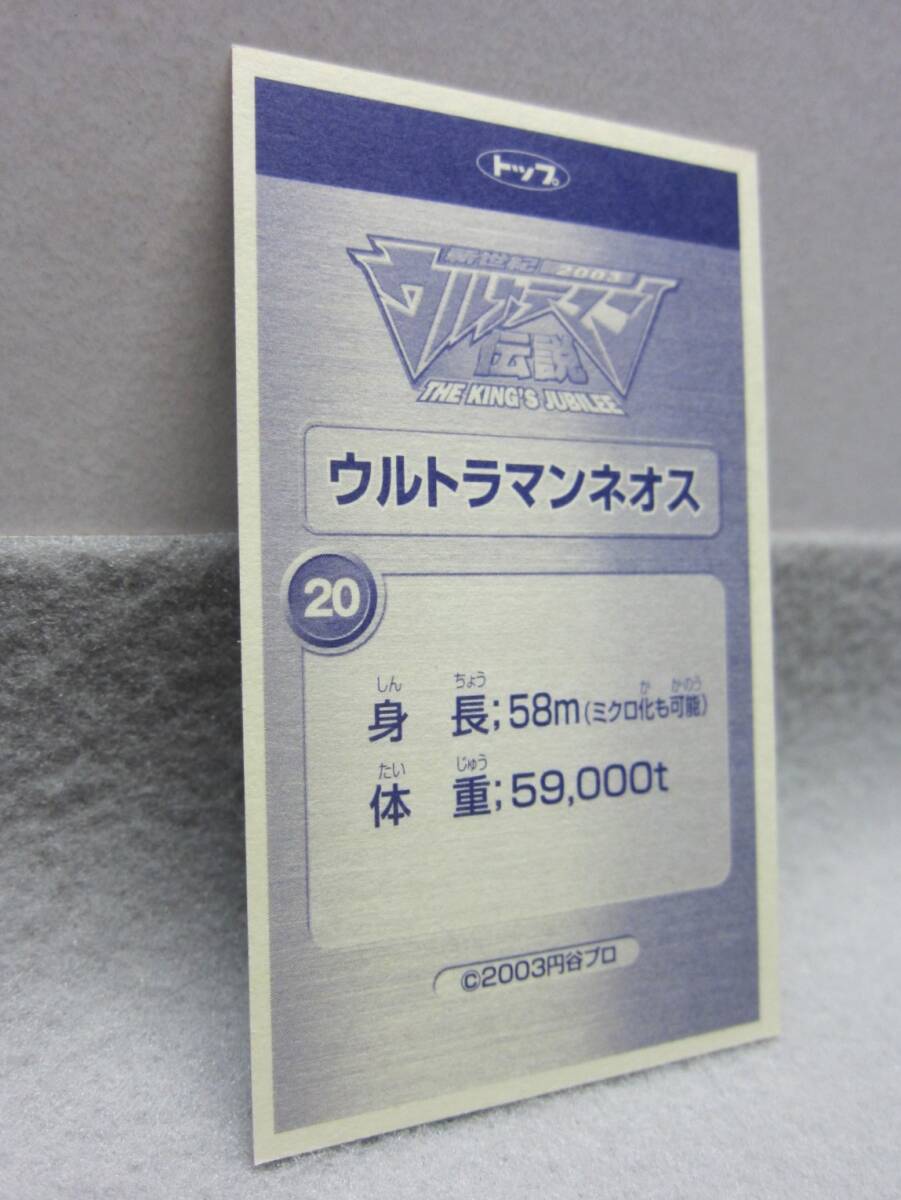 トップ。
新世紀 2003
ウルトラマン
伝説
THE KING'S JUBILEE
ウルトラマンネオス
20
しん ちょう か かのう
身 長;58m(ミクロ化も可能)
たい じゅう
体 重;59,000t
©2003円谷プロ